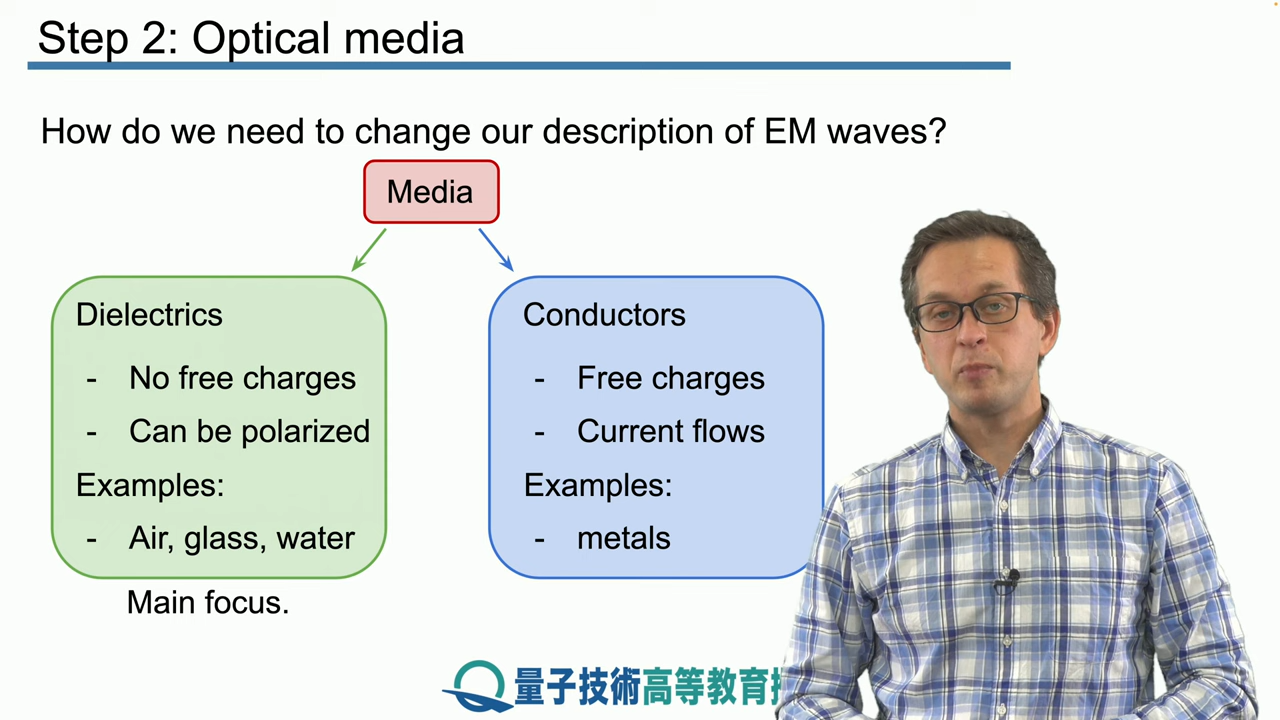 Step 2: Optical media
How do we need to change our description of EM waves?
Media
Dielectrics
- No free charges
- Can be polarized
Examples:
- Air, glass, water
Main focus.
Conductors
- Free charges
- Current flows
Examples:
- metals
量子技術高等教育